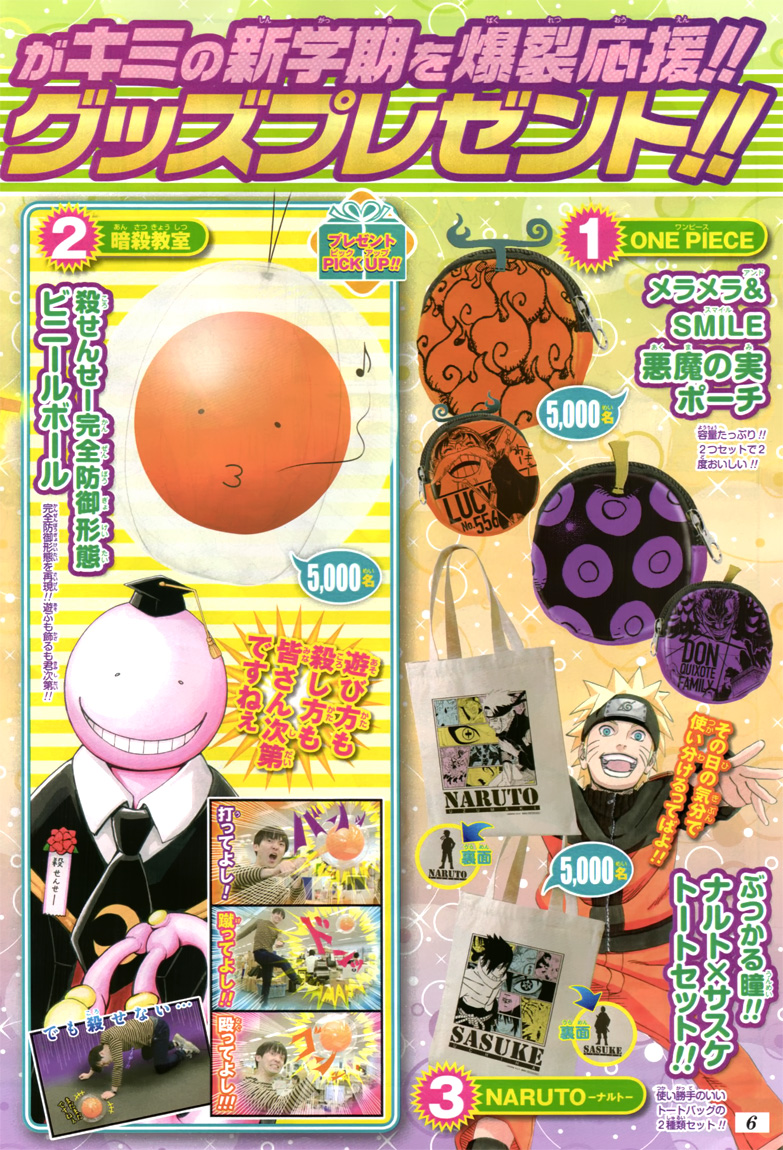 がキミの新学期を爆裂応援!!
グッズプレゼント!!
1 ONE PIECE
メラメラ&
SMILE
悪魔の実
ポーチ
容量たっぷり!!
2つセットで2
度おいしい!!
5,000名
LUCY
No.556
DON
QUIXOTE
FAMILY
プレゼント
PICK UP!!
2 暗殺教室
殺せんせー完全防御形態
ビニールボール
完全防御形態を再現!!遊ぶも飾るも君次第!!
5,000名
遊び方も
殺し方も
皆さん次第
ですねぇ
殺せんせー
打ってよし!
バンッ
蹴ってよし!!
殴ってよし!!!
でも殺せない…
NARUTO
裏面
NARUTO
その日の気分で
使い分けるってばよ!!
5,000名
ぶつかる瞳!!
ナルト×サスケ
トートセット!!
SASUKE
裏面
SASUKE
3 NARUTO ーナルトー
使い勝手のいい
トートバッグの
2種類セット!!
6